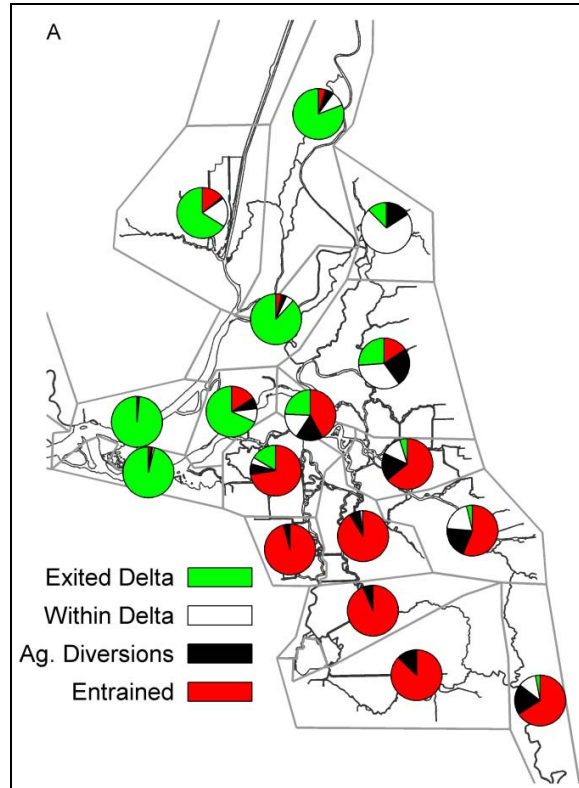 A
Exited Delta
Within Delta
Ag. Diversions
Entrained